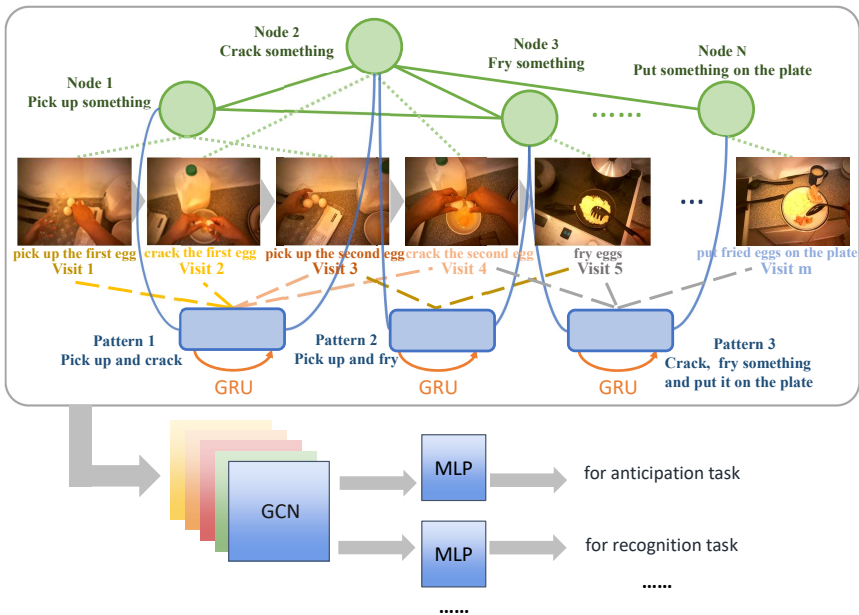 Node 2
Crack something
Node 3
Fry something
Node N
Put something on the plate
Node 1
Pick up something
......
...
pick up the first egg
Visit 1
crack the first egg
Visit 2
pick up the second egg
Visit 3
crack the second egg
Visit 4
fry eggs
Visit 5
put fried eggs on the plate
Visit m
Pattern 1
Pick up and crack
Pattern 2
Pick up and fry
Pattern 3
Crack, fry something
and put it on the plate
GRU
GRU
GRU
GCN
MLP
for anticipation task
MLP
for recognition task
......
......